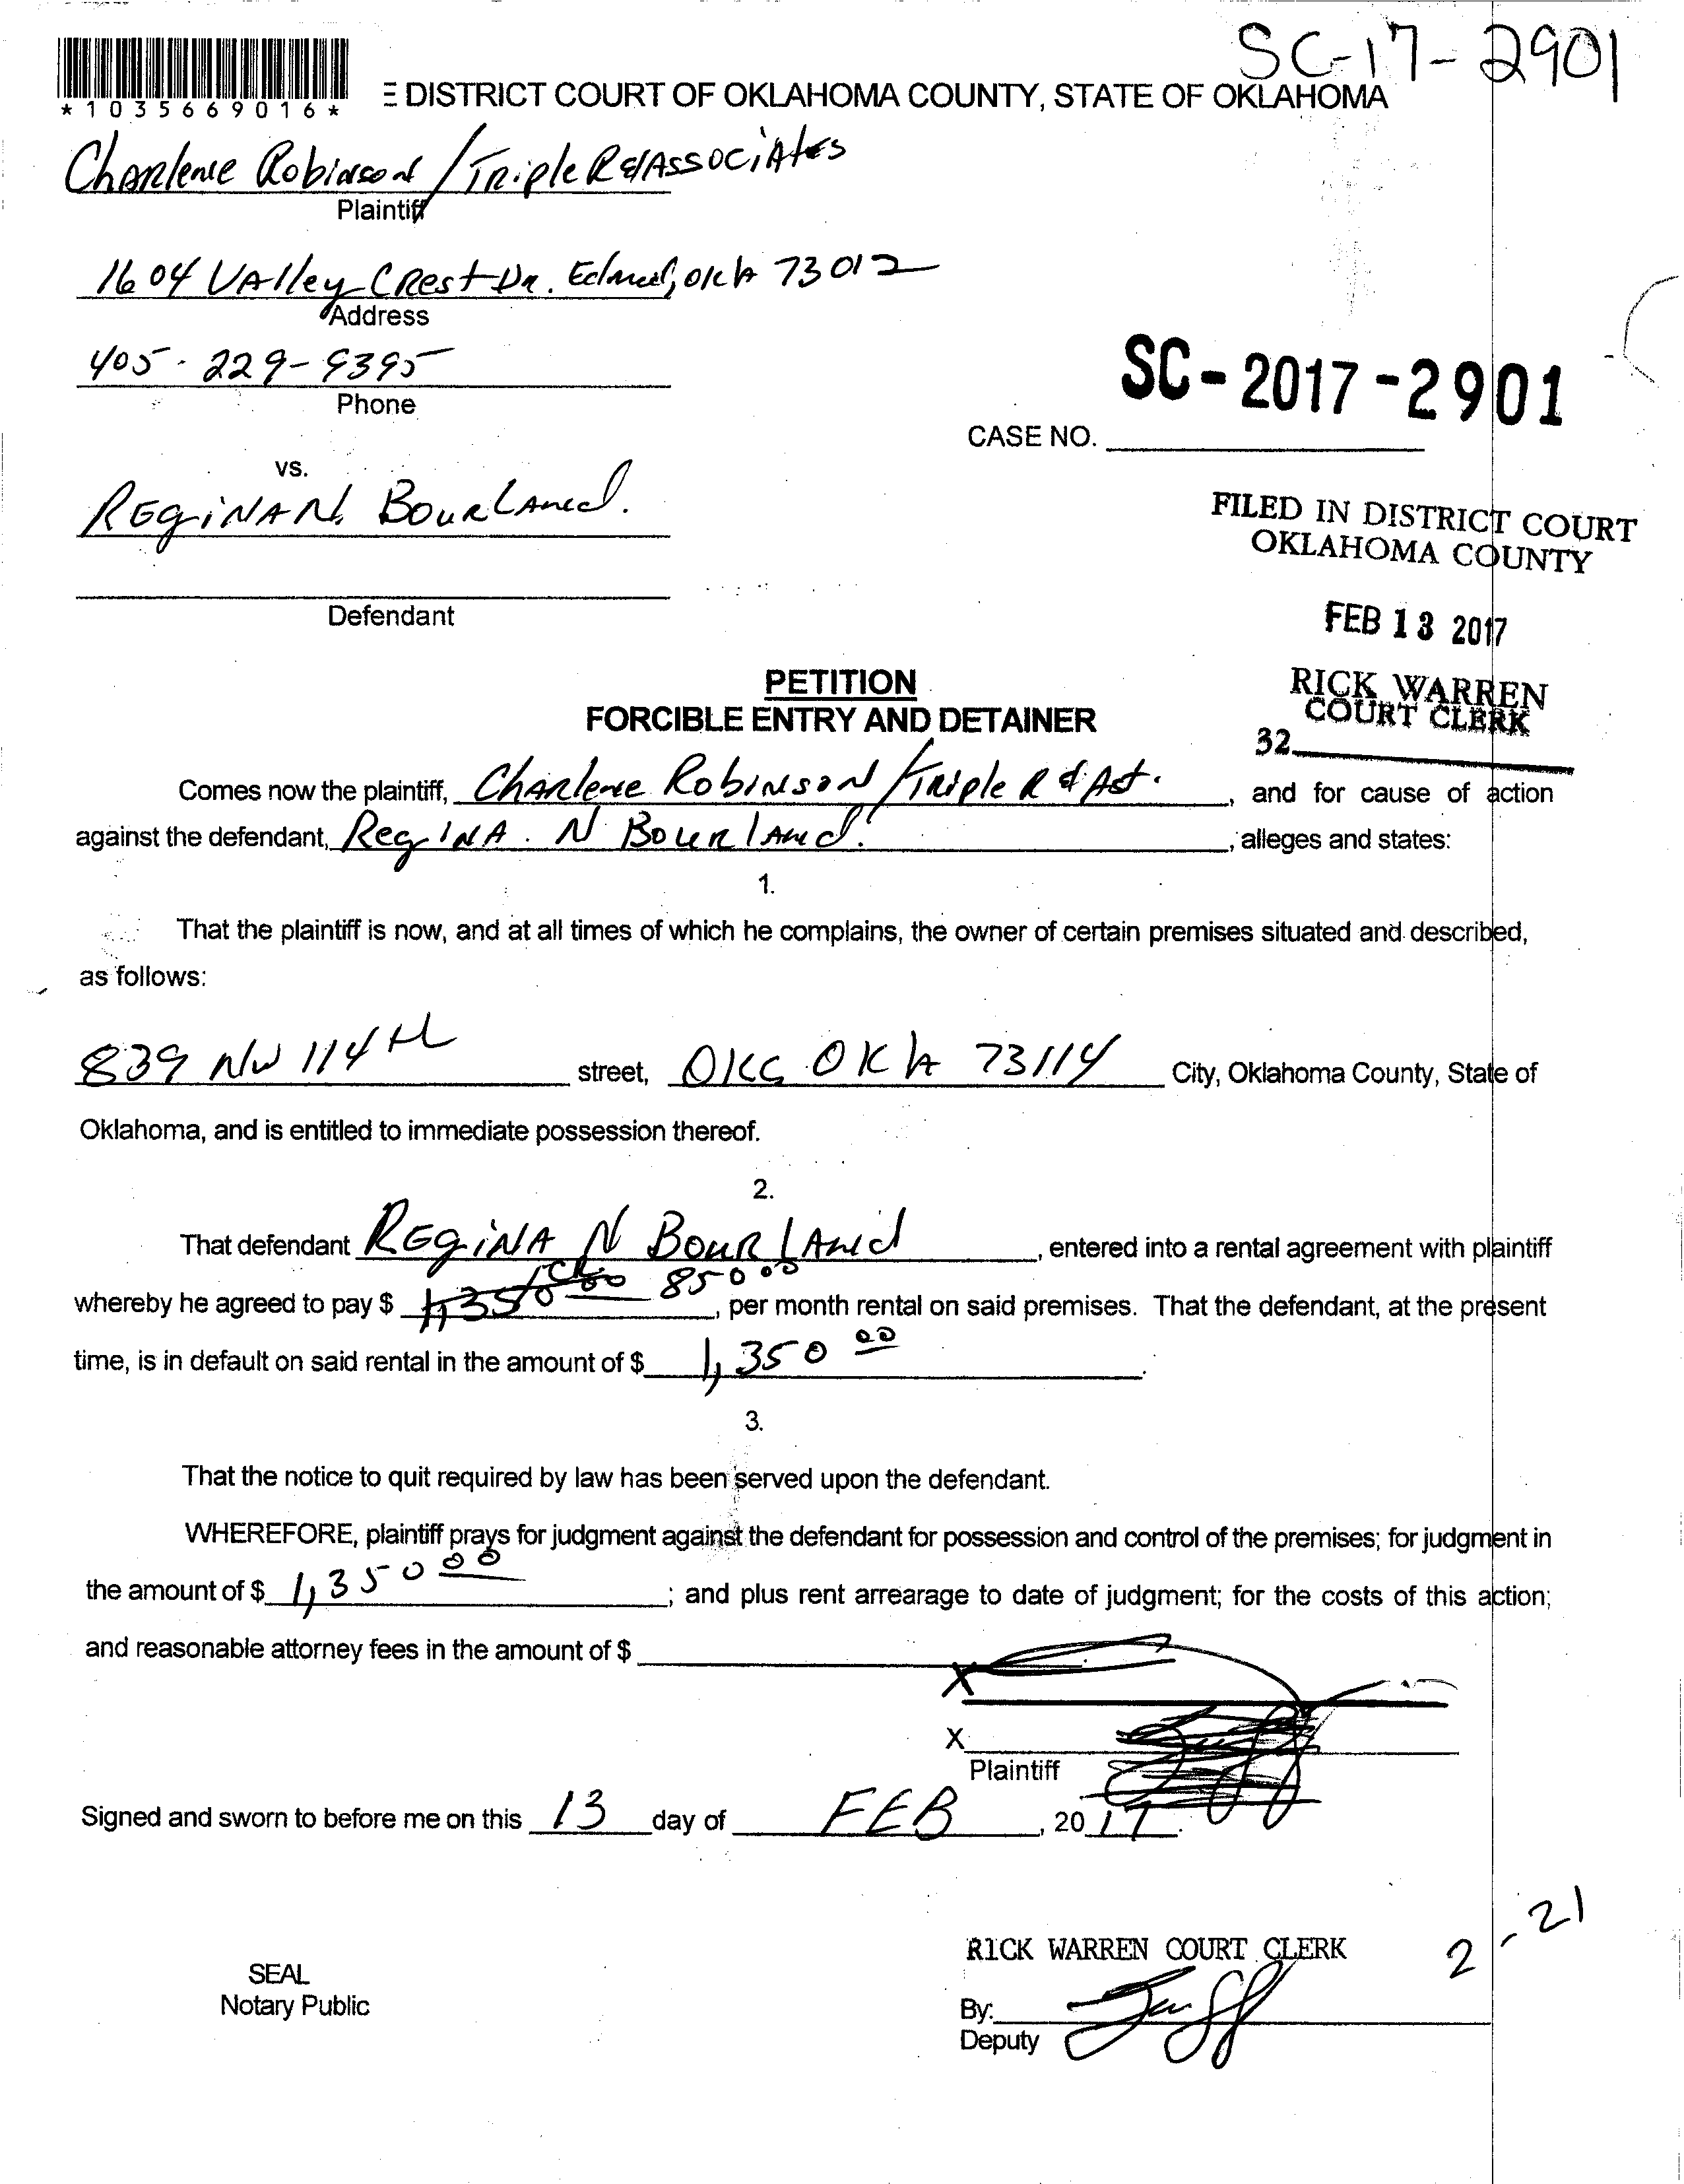 SC-17-2901
*1035669016*
E DISTRICT COURT OF OKLAHOMA COUNTY, STATE OF OKLAHOMA
Charlene Robinson / Triple R & Associates
Plaintiff
1604 Valley Crest Dr. Edmond, Okla 73012
Address
405-229-9395
Phone
SC-2017-2901
CASE NO.
vs.
Regina N. Bourland.
Defendant
FILED IN DISTRICT COURT
OKLAHOMA COUNTY
FEB 13 2017
RICK WARREN
COURT CLERK
32
PETITION
FORCIBLE ENTRY AND DETAINER
Comes now the plaintiff, Charlene Robinson / Triple R & Ast. , and for cause of action
against the defendant, Regina. N Bourland. , alleges and states:
1.
That the plaintiff is now, and at all times of which he complains, the owner of certain premises situated and described,
as follows:
839 NW 114th street, OKC OKla 73114 City, Oklahoma County, State of
Oklahoma, and is entitled to immediate possession thereof.
2.
That defendant Regina N Bourland , entered into a rental agreement with plaintiff
whereby he agreed to pay $ 1,350 00 850 00 , per month rental on said premises. That the defendant, at the present
time, is in default on said rental in the amount of $ 1,350 00 .
3.
That the notice to quit required by law has been served upon the defendant.
WHEREFORE, plaintiff prays for judgment against the defendant for possession and control of the premises; for judgment in
the amount of $ 1,350 00 ; and plus rent arrearage to date of judgment; for the costs of this action;
and reasonable attorney fees in the amount of $ .
X
X
Plaintiff
Signed and sworn to before me on this 13 day of FEB , 2017.
2-21
RICK WARREN COURT CLERK
SEAL
Notary Public
By:
Deputy